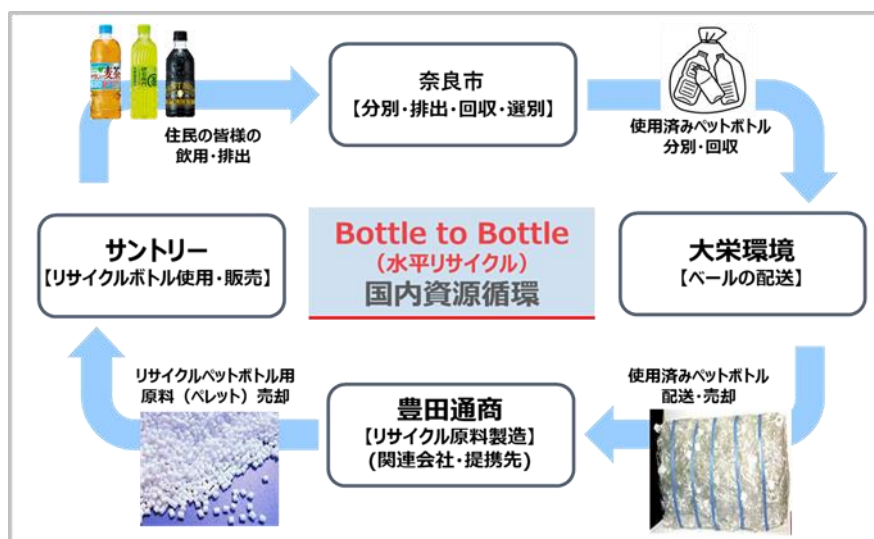 奈良市
【分別・排出・回収・選別】
住民の皆様の
飲用・排出
使用済みペットボトル
分別・回収
サントリー
【リサイクルボトル使用・販売】
Bottle to Bottle
（水平リサイクル）
国内資源循環
大栄環境
【ベールの配送】
リサイクルペットボトル用
原料（ペレット）売却
豊田通商
【リサイクル原料製造】
(関連会社・提携先)
使用済みペットボトル
配送・売却
麦茶